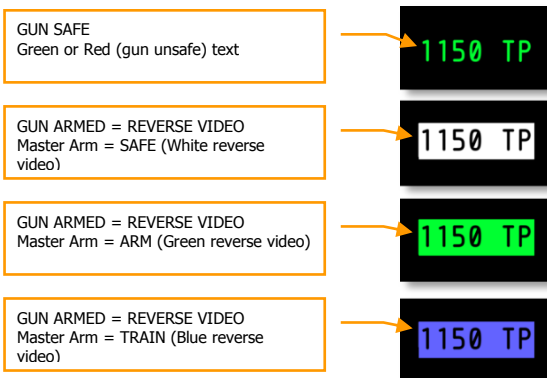 GUN SAFE
Green or Red (gun unsafe) text
1150 TP
GUN ARMED = REVERSE VIDEO
Master Arm = SAFE (White reverse
video)
1150 TP
GUN ARMED = REVERSE VIDEO
Master Arm = ARM (Green reverse video)
1150 TP
GUN ARMED = REVERSE VIDEO
Master Arm = TRAIN (Blue reverse
video)
1150 TP